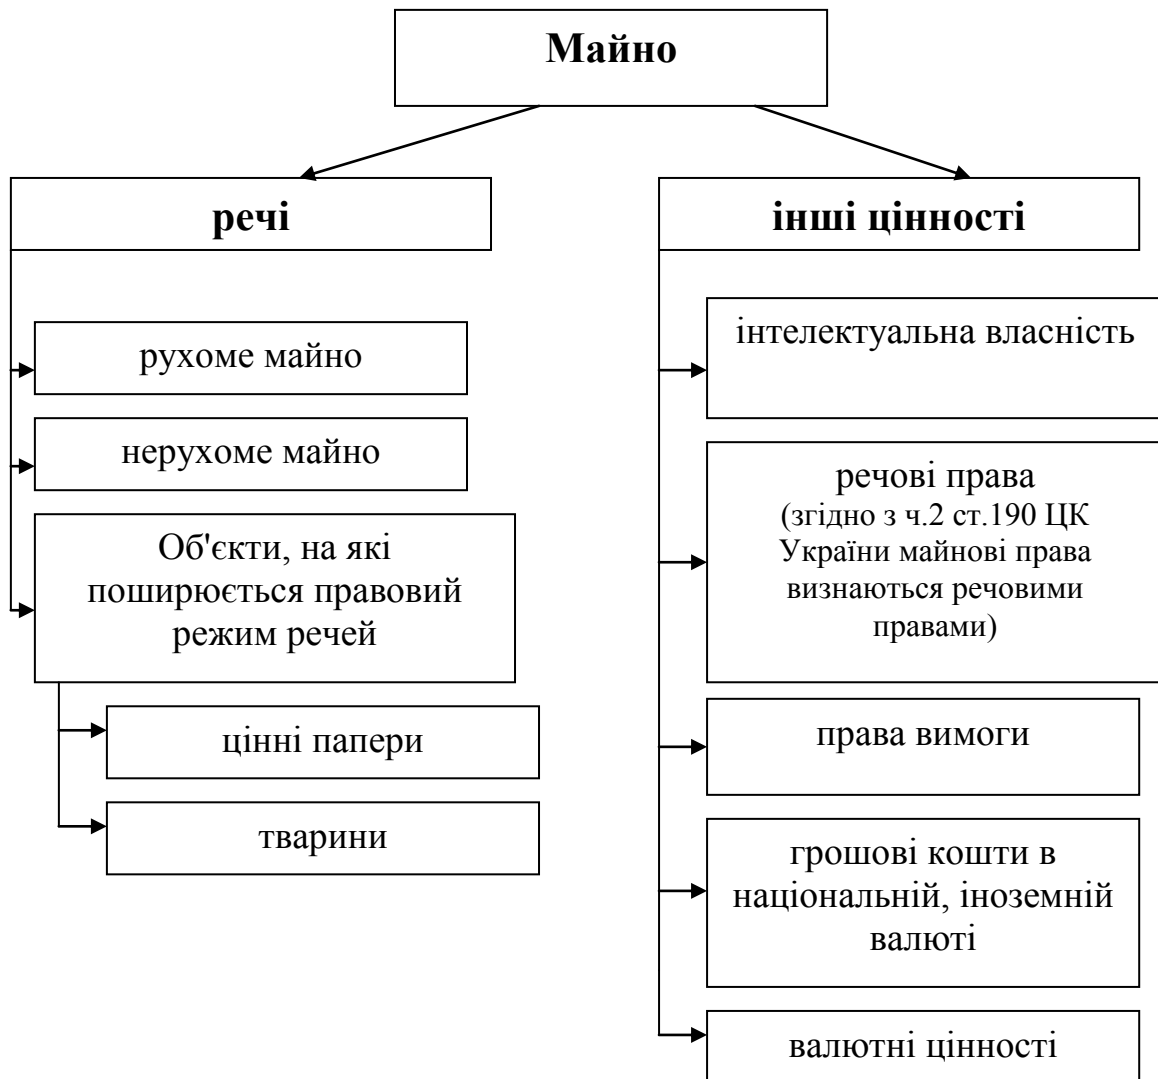 Майно
речі
рухоме майно
нерухоме майно
Об'єкти, на які
поширюється правовий
режим речей
цінні папери
тварини
інші цінності
інтелектуальна власність
речові права
(згідно з ч.2 ст.190 ЦК
України майнові права
визнаються речовими
правами)
права вимоги
грошові кошти в
національній, іноземній
валюті
валютні цінності